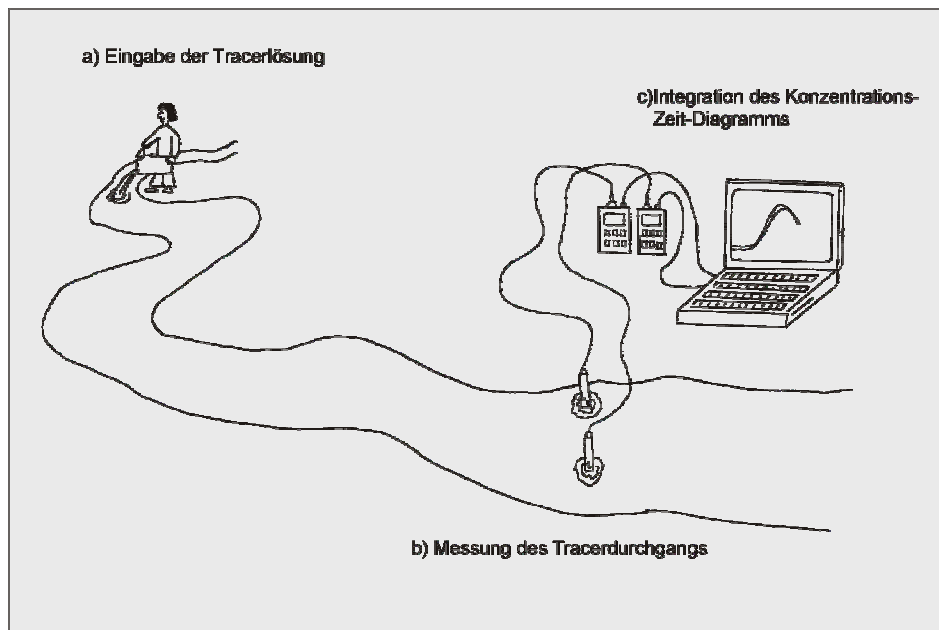 a) Eingabe der Tracerlösung
c)Integration des Konzentrations-
Zeit-Diagramms
b) Messung des Tracerdurchgangs